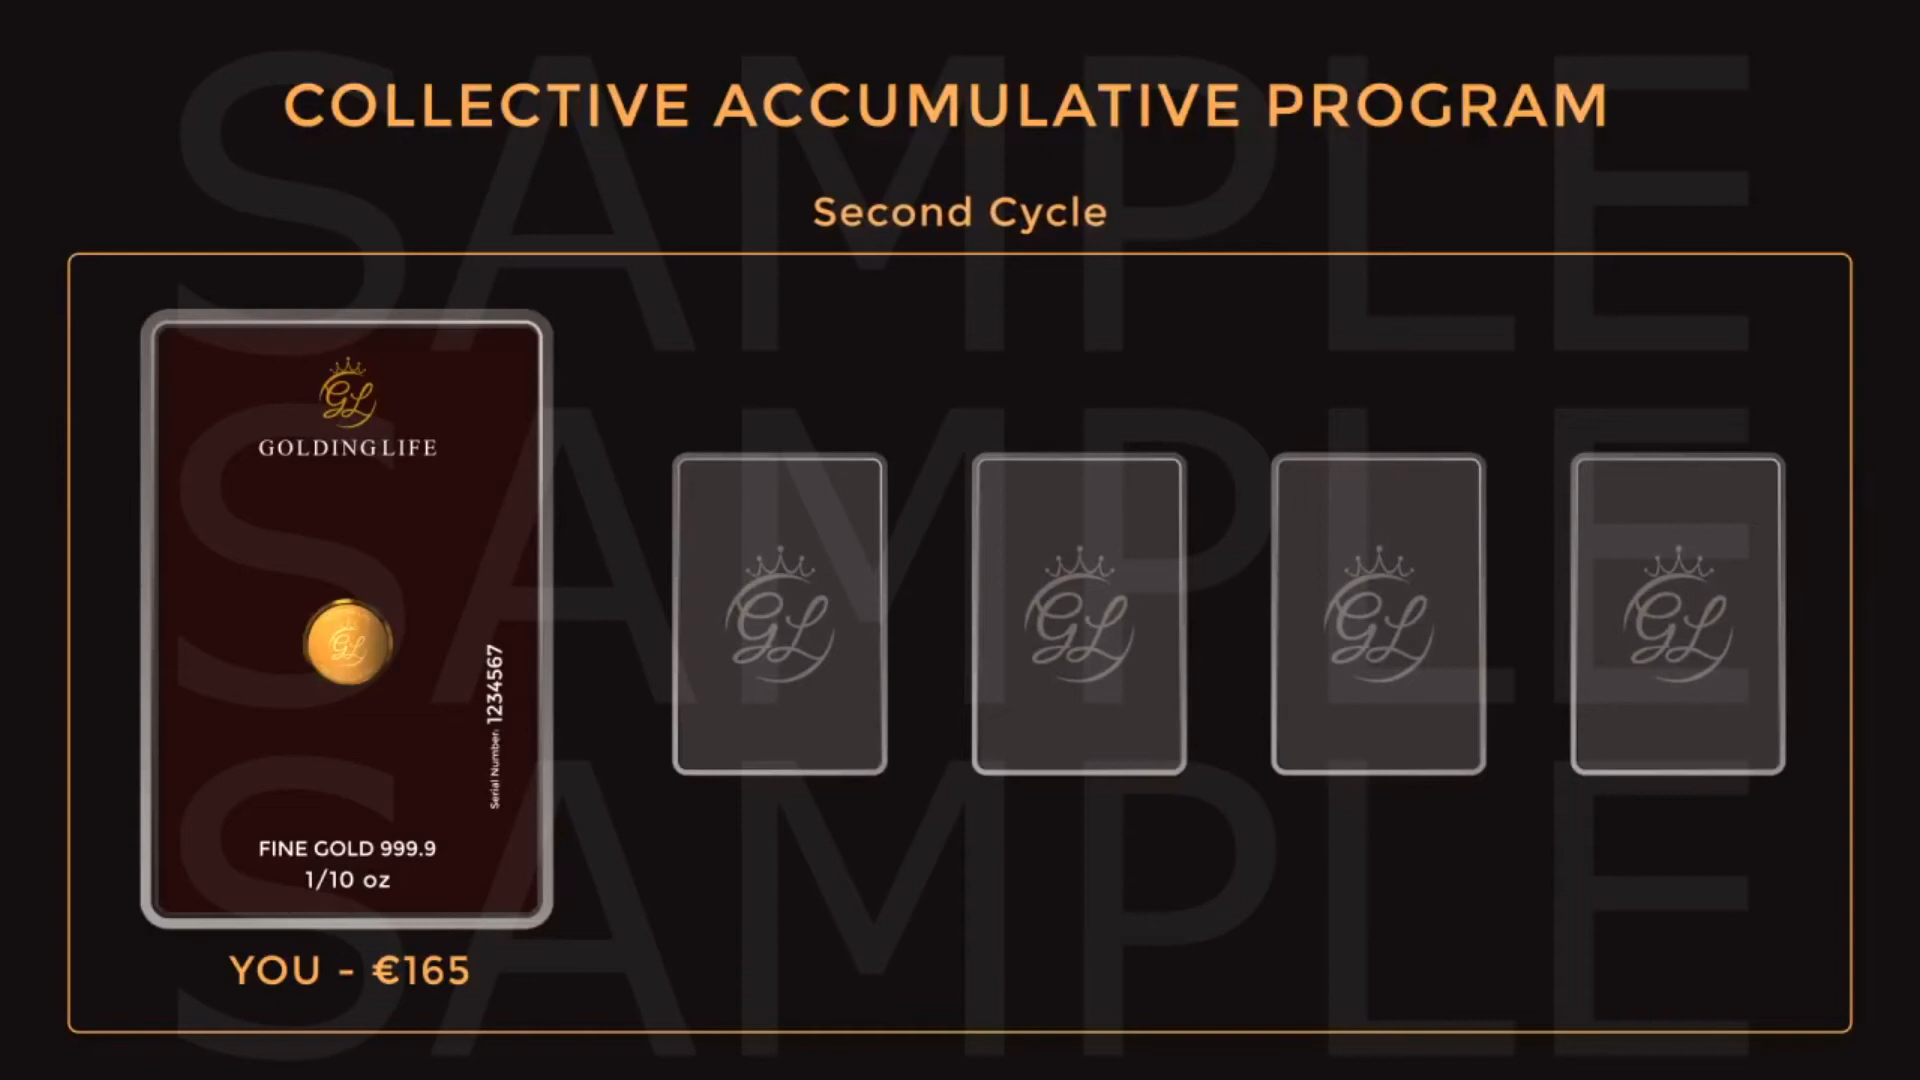 COLLECTIVE ACCUMULATIVE PROGRAM
Second Cycle
GL
GOLDINGLIFE
GL
Serial Number: 1234567
FINE GOLD 999.9
1/10 oz
YOU - €165
GL
GL
GL
GL
SAMPLE
SAMPLE
SAMPLE